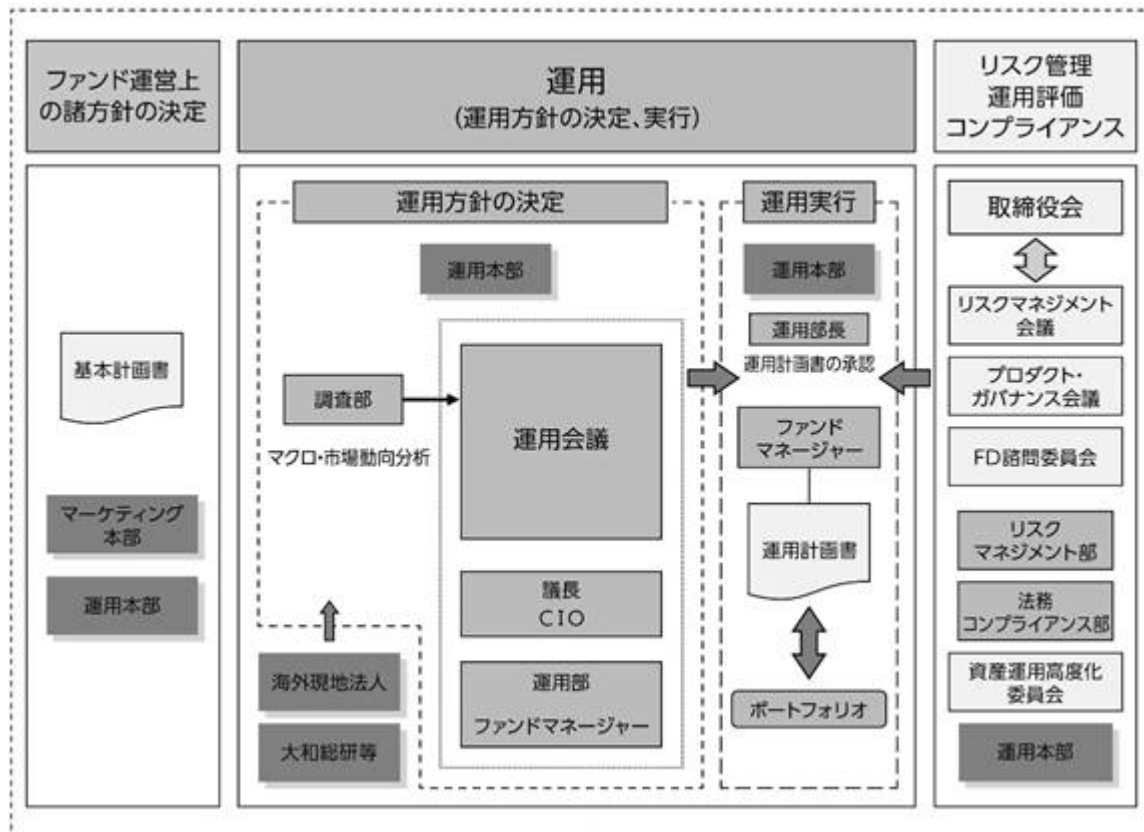 ファンド運営上
の諸方針の決定
運用
(運用方針の決定、実行)
リスク管理
運用評価
コンプライアンス
基本計画書
マーケティング
本部
運用本部
運用方針の決定
運用本部
調査部
マクロ・市場動向分析
運用会議
議長
CIO
運用部
ファンドマネージャー
海外現地法人
大和総研等
運用実行
運用本部
運用部長
運用計画書の承認
ファンド
マネージャー
運用計画書
ポートフォリオ
取締役会
リスクマネジメント
会議
プロダクト・
ガバナンス会議
FD諮問委員会
リスク
マネジメント部
法務
コンプライアンス部
資産運用高度化
委員会
運用本部